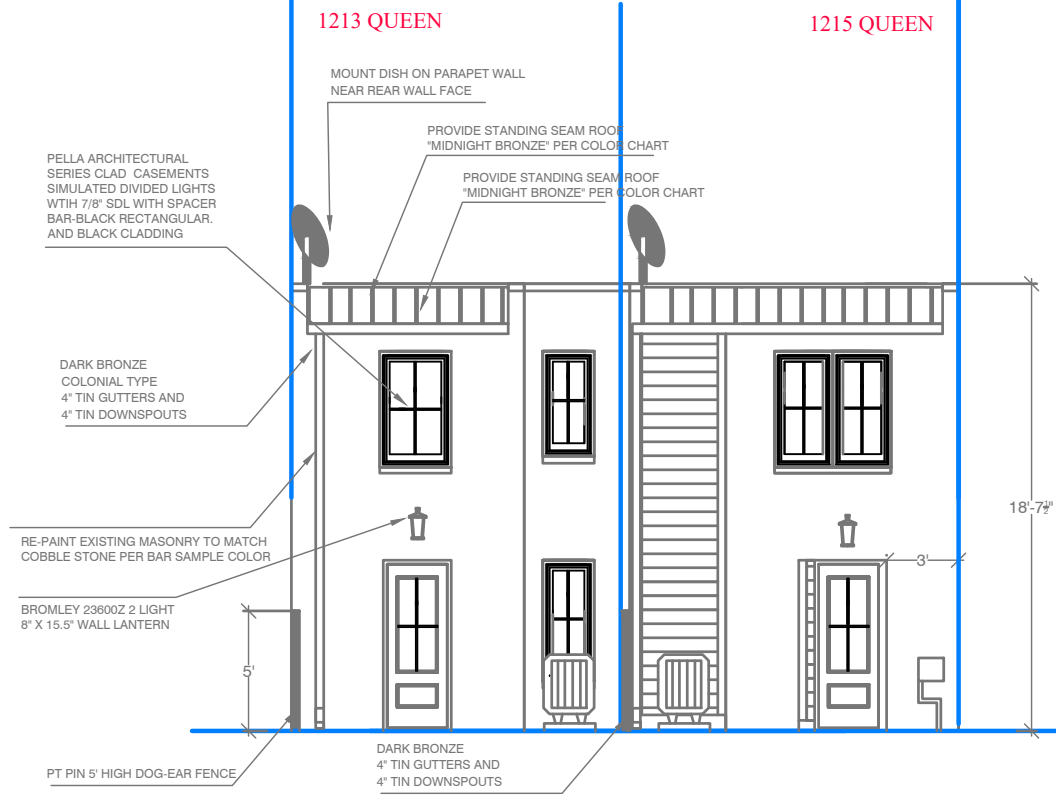 1213 QUEEN
1215 QUEEN
MOUNT DISH ON PARAPET WALL
NEAR REAR WALL FACE
PROVIDE STANDING SEAM ROOF
"MIDNIGHT BRONZE" PER COLOR CHART
PELLA ARCHITECTURAL
SERIES CLAD CASEMENTS
SIMULATED DIVIDED LIGHTS
WTIH 7/8" SDL WITH SPACER
BAR-BLACK RECTANGULAR.
AND BLACK CLADDING
PROVIDE STANDING SEAM ROOF
"MIDNIGHT BRONZE" PER COLOR CHART
DARK BRONZE
COLONIAL TYPE
4" TIN GUTTERS AND
4" TIN DOWNSPOUTS
18'-7½"
RE-PAINT EXISTING MASONRY TO MATCH
COBBLE STONE PER BAR SAMPLE COLOR
3'
BROMLEY 23600Z 2 LIGHT
8" X 15.5" WALL LANTERN
5'
DARK BRONZE
4" TIN GUTTERS AND
4" TIN DOWNSPOUTS
PT PIN 5' HIGH DOG-EAR FENCE